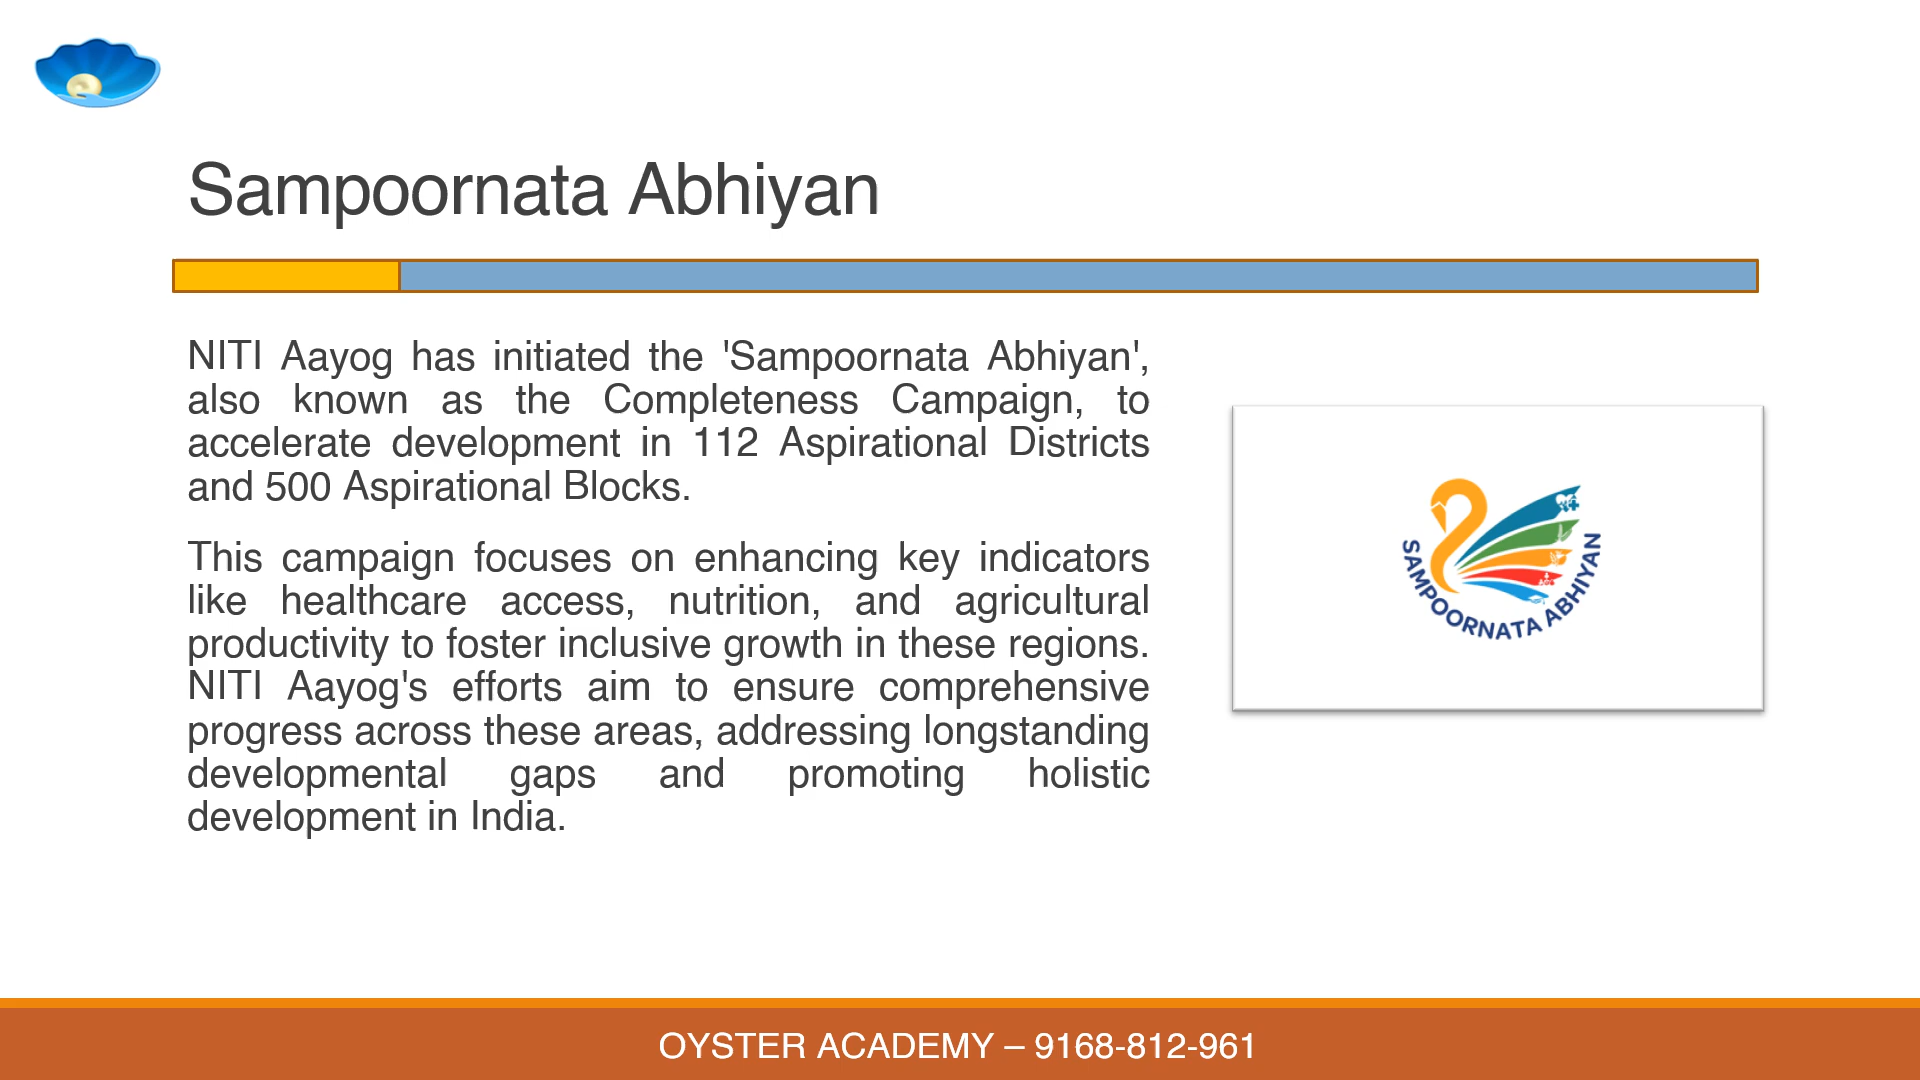 Sampoornata Abhiyan
NITI Aayog has initiated the 'Sampoornata Abhiyan',
also known as the Completeness Campaign, to
accelerate development in 112 Aspirational Districts
and 500 Aspirational Blocks.
This campaign focuses on enhancing key indicators
like healthcare access, nutrition, and agricultural
productivity to foster inclusive growth in these regions.
NITI Aayog's efforts aim to ensure comprehensive
progress across these areas, addressing longstanding
developmental gaps and promoting holistic
development in India.
SAMPOORNATA ABHIYAN
OYSTER ACADEMY – 9168-812-961